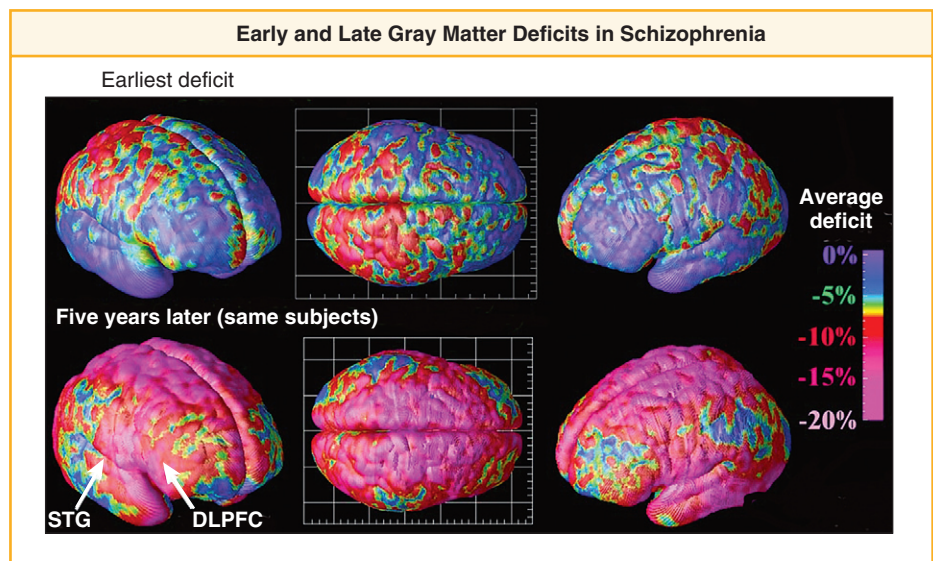 Early and Late Gray Matter Deficits in Schizophrenia
Earliest deficit
Average
deficit
0%
-5%
-10%
-15%
-20%
Five years later (same subjects)
STG
DLPFC